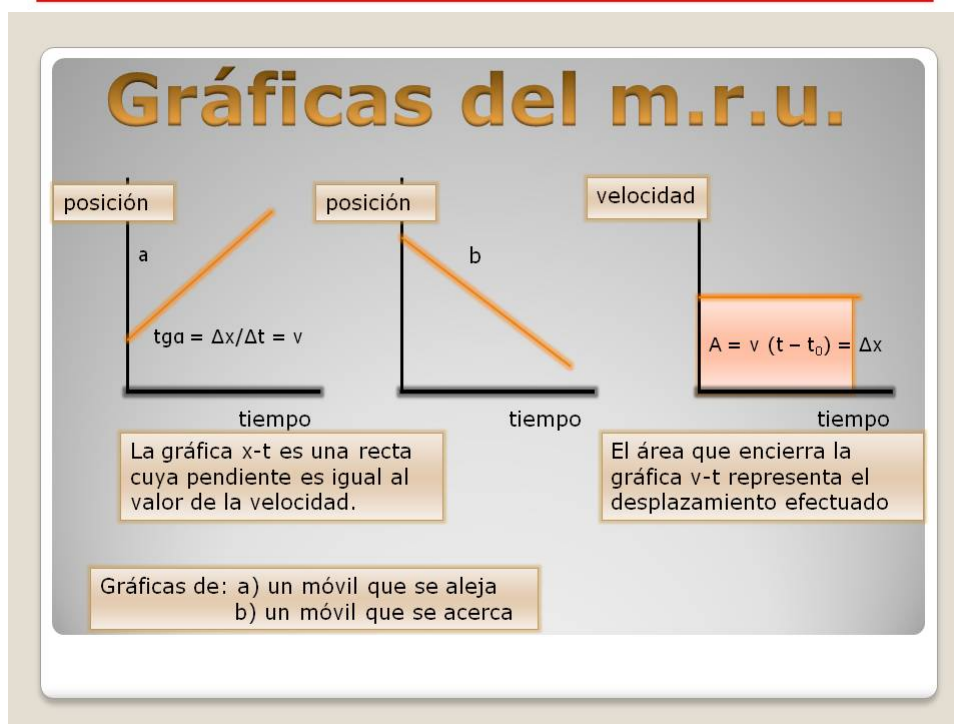 Gráficas del m.r.u.
posición
a
tgα = Δx/Δt = v
tiempo
posición
b
tiempo
velocidad
A = v (t – t₀) = Δx
tiempo
La gráfica x-t es una recta
cuya pendiente es igual al
valor de la velocidad.
El área que encierra la
gráfica v-t representa el
desplazamiento efectuado
Gráficas de: a) un móvil que se aleja
b) un móvil que se acerca